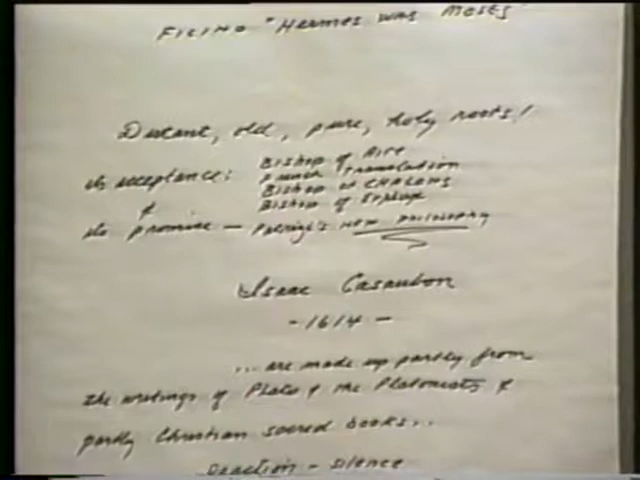 FICINO "HERMES WAS MOSES"
Distant, old, pure, holy roots!
its acceptance: BISHOP of AIRE
FRENCH TRANSLATION
BISHOP of CHALONS
BISHOP of
&
its promise — PATRIZI'S NEW PHILOSOPHY
Isaac Casaubon
- 1614 -
... are made up partly from
the writings of Plato & the Platonists &
partly Christian sacred books...
Reaction - silence